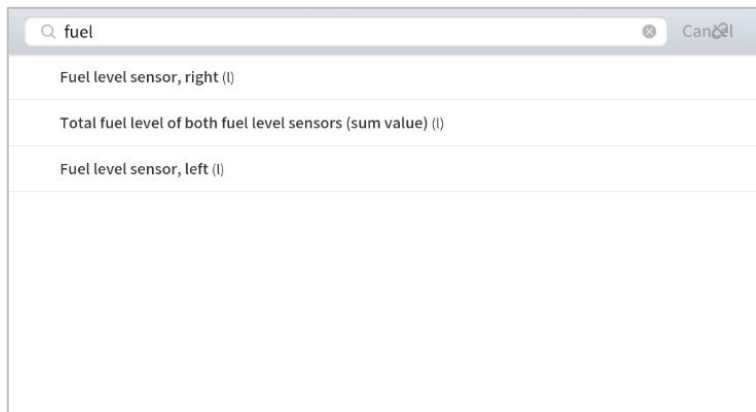 fuel Cancel
Fuel level sensor, right (l)
Total fuel level of both fuel level sensors (sum value) (l)
Fuel level sensor, left (l)